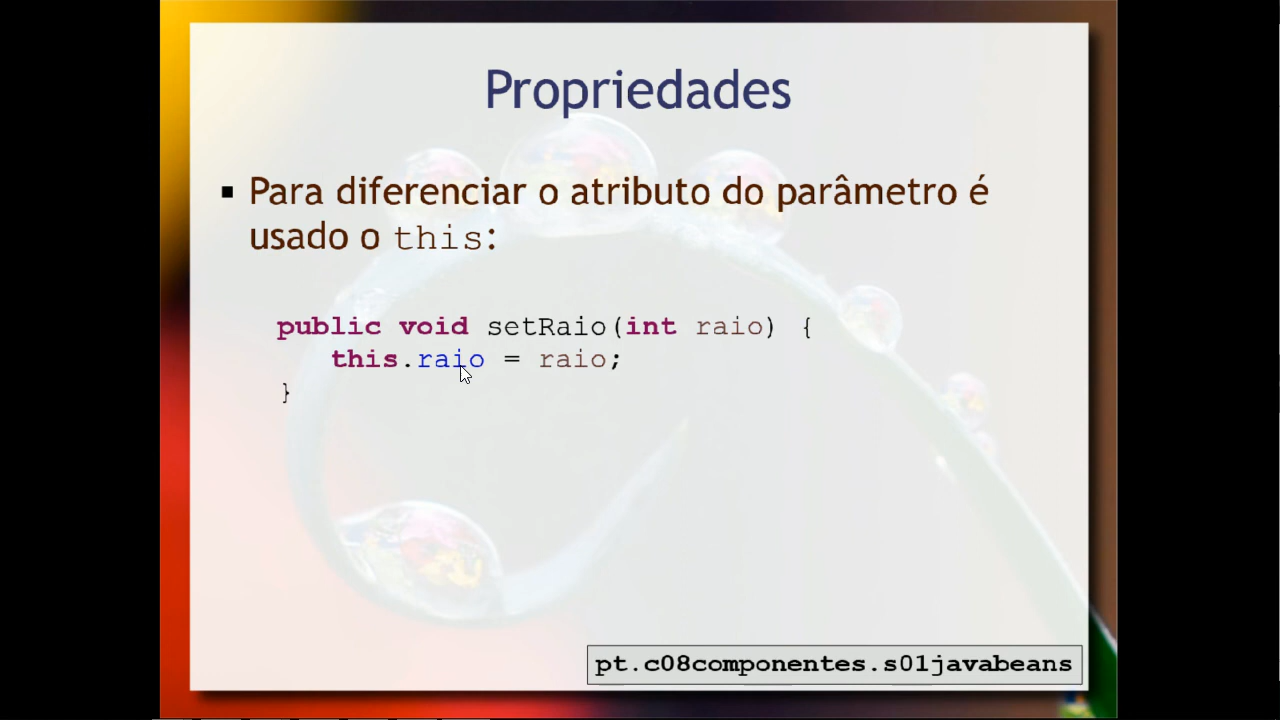 Propriedades
▪ Para diferenciar o atributo do parâmetro é
usado o this:
public void setRaio(int raio) {
this.raio = raio;
}
pt.c08componentes.s01javabeans